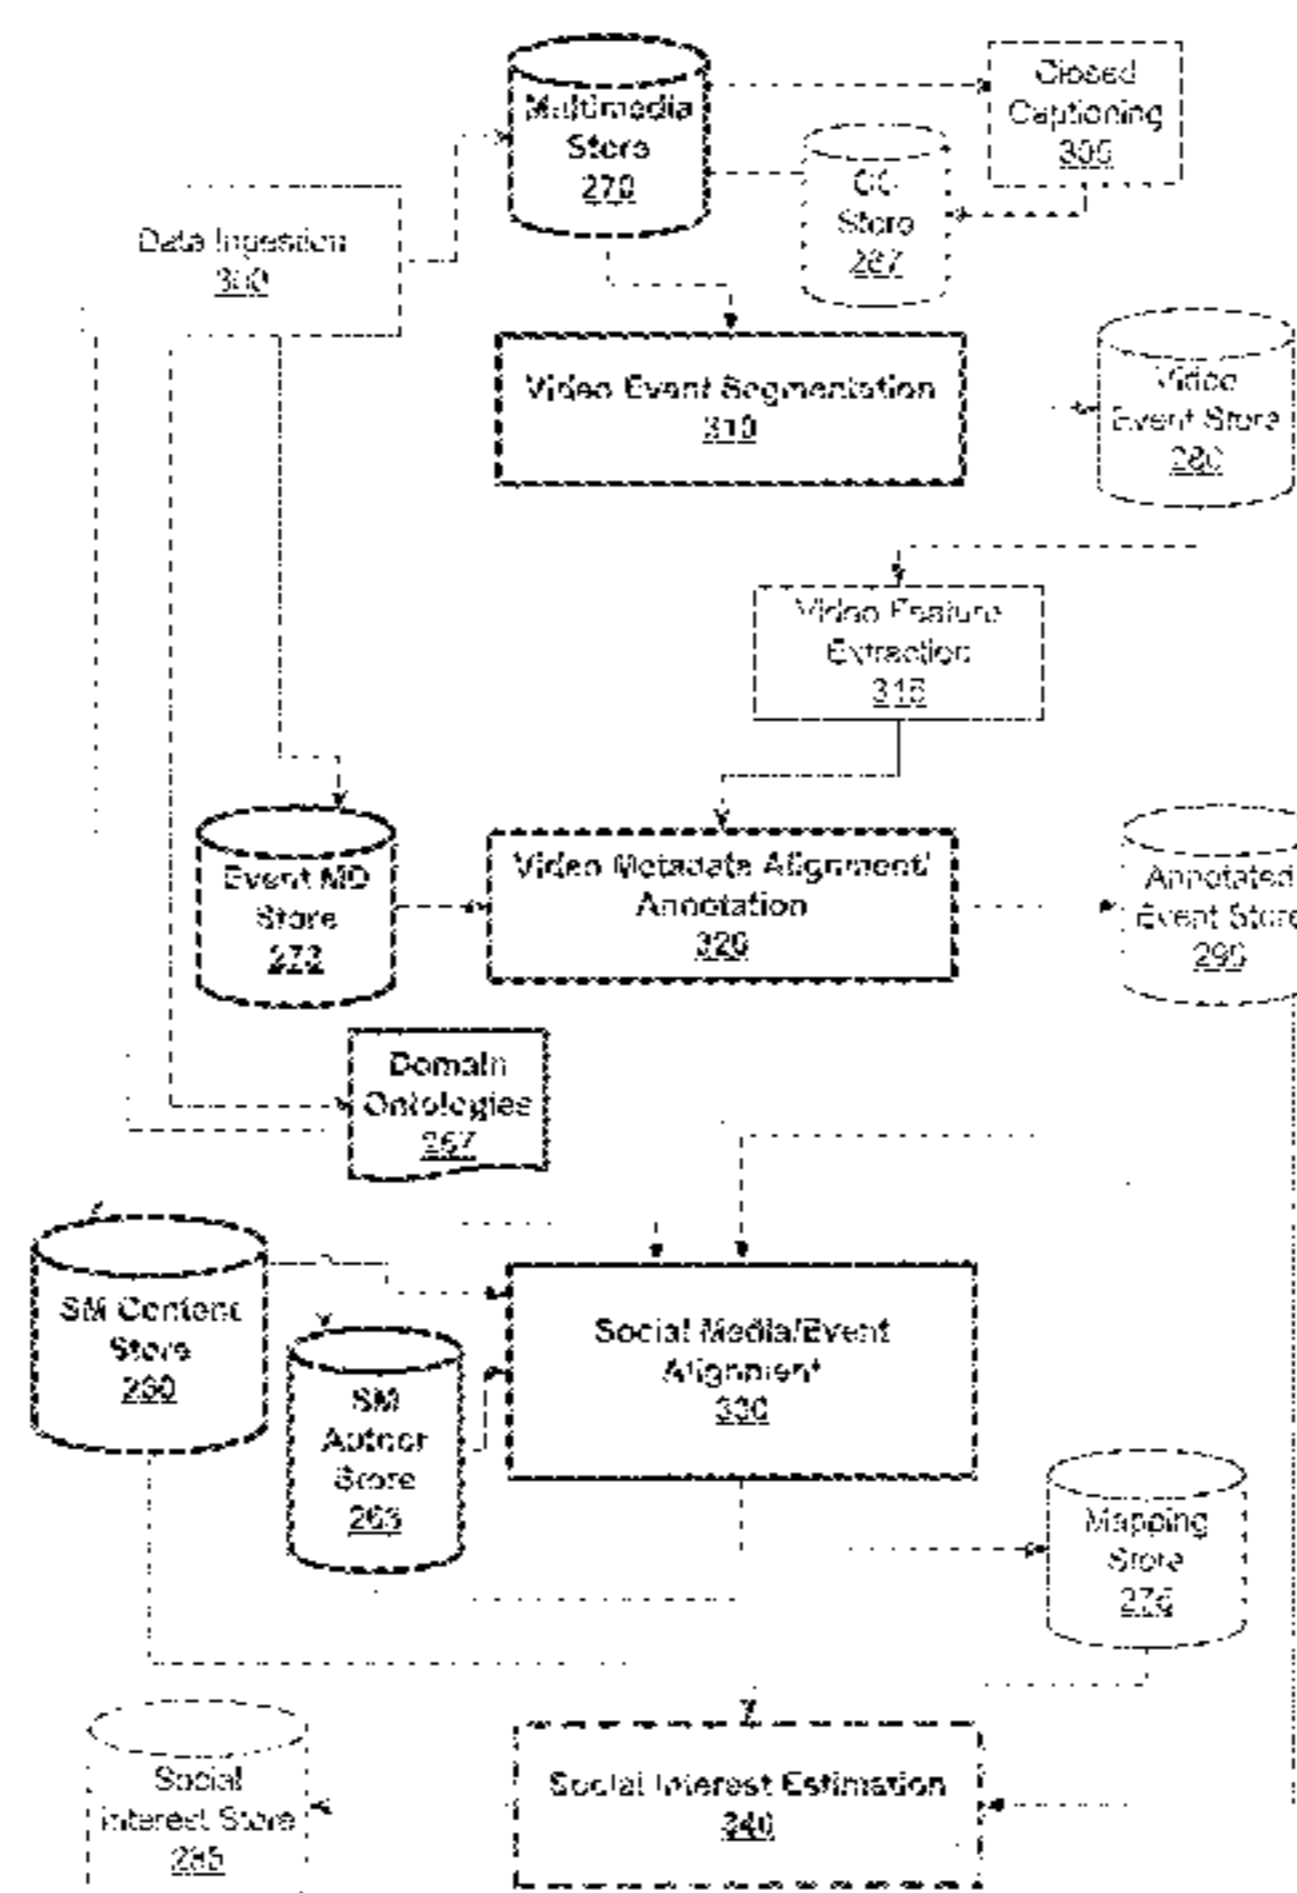 Multimedia
Store
270
Closed
Captioning
305
CC
Store
287
Data Ingestion
300
Video Event Segmentation
310
Video
Event Store
280
Video Feature
Extraction
315
Event MD
Store
272
Video Metadata Alignment/
Annotation
320
Annotated
Event Store
290
Domain
Ontologies
257
SM Content
Store
260
SM
Author
Store
265
Social Media/Event
Alignment
330
Mapping
Store
275
Social
Interest Store
285
Social Interest Estimation
340